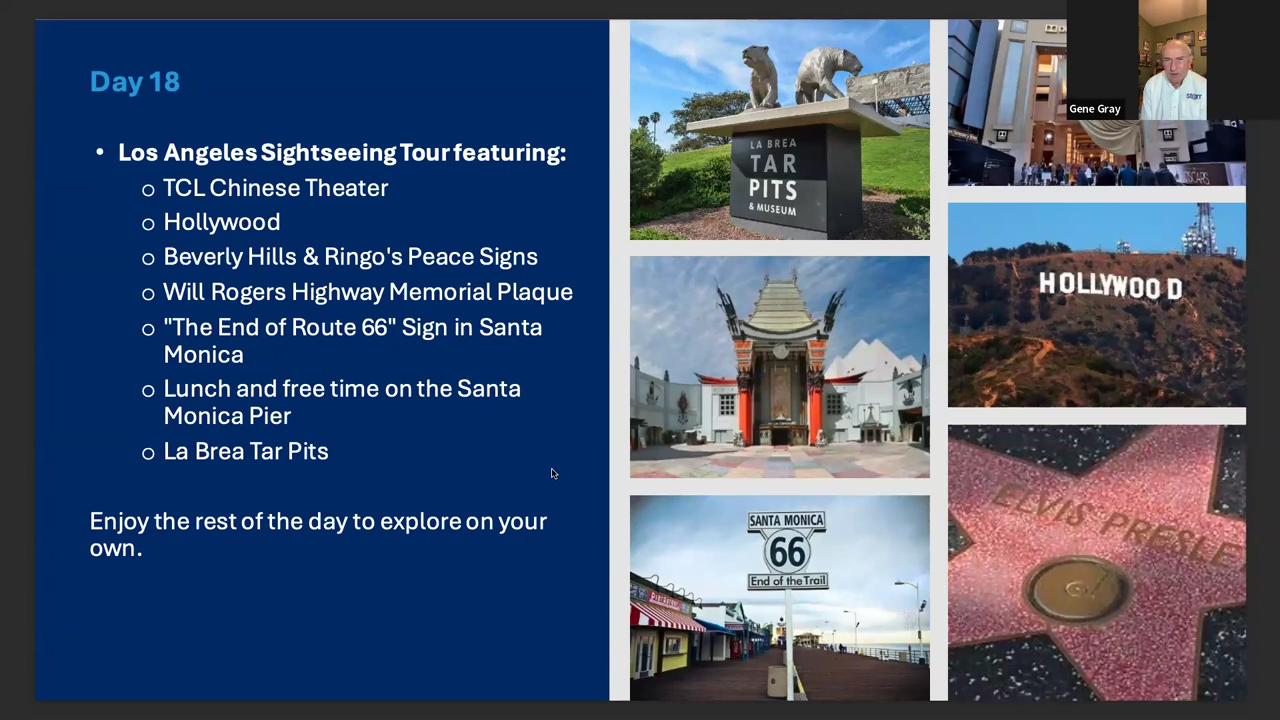 Day 18
• Los Angeles Sightseeing Tour featuring:
o TCL Chinese Theater
o Hollywood
o Beverly Hills & Ringo's Peace Signs
o Will Rogers Highway Memorial Plaque
o "The End of Route 66" Sign in Santa
Monica
o Lunch and free time on the Santa
Monica Pier
o La Brea Tar Pits
Enjoy the rest of the day to explore on your
own.
LA BREA
TAR
PITS
& MUSEUM
SANTA MONICA
66
End of the Trail
Gene Gray
OSCARS
HOLLYWOOD
ELVIS PRESLE